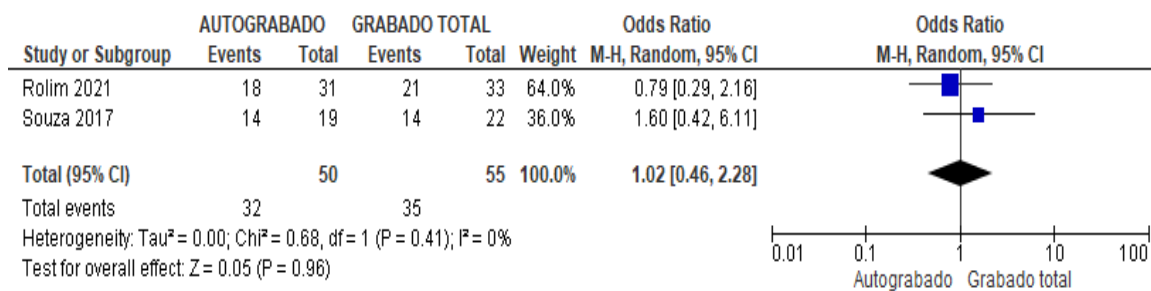 AUTOGRABADO GRABADO TOTAL Odds Ratio Odds Ratio
Study or Subgroup Events Total Events Total Weight M-H, Random, 95% CI M-H, Random, 95% CI
Rolim 2021 18 31 21 33 64.0% 0.79 [0.29, 2.16]
Souza 2017 14 19 14 22 36.0% 1.60 [0.42, 6.11]
Total (95% CI) 50 55 100.0% 1.02 [0.46, 2.28]
Total events 32 35
Heterogeneity: Tau² = 0.00; Chi² = 0.68, df = 1 (P = 0.41); I² = 0%
Test for overall effect: Z = 0.05 (P = 0.96)
0.01 0.1 1 10 100
Autograbado Grabado total